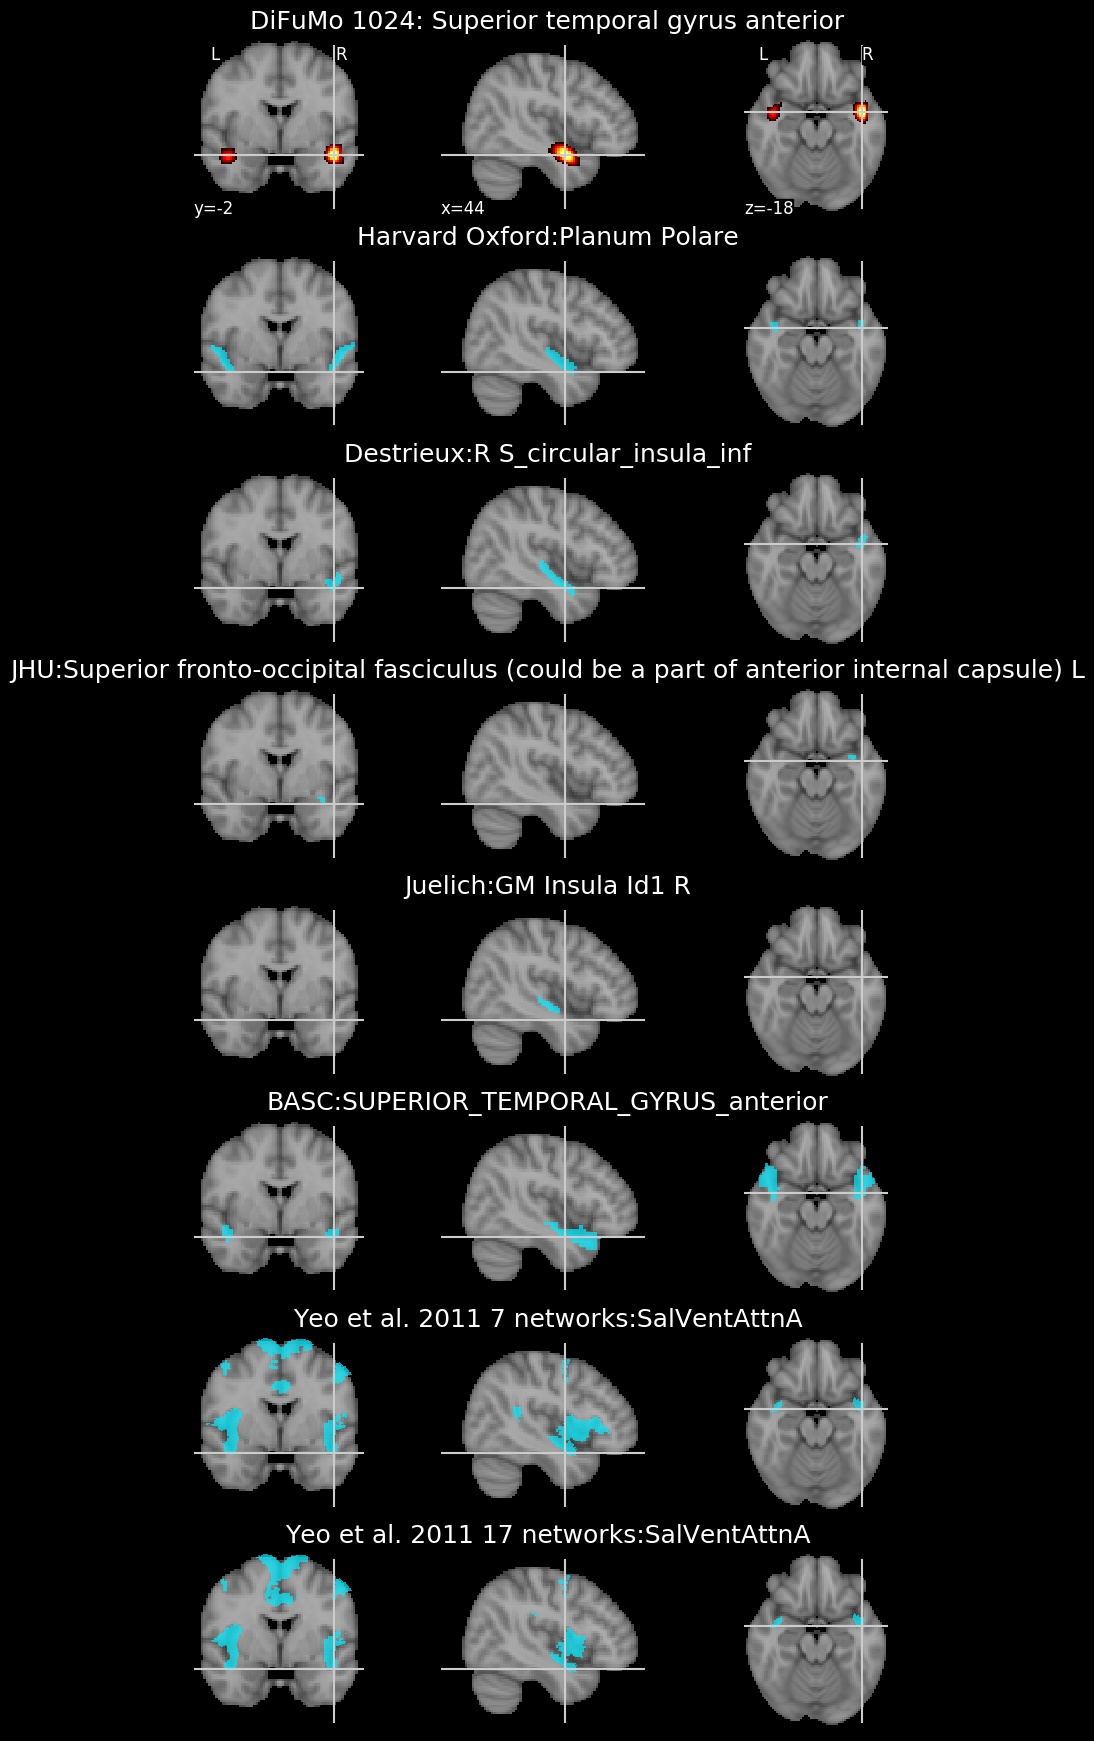 DiFuMo 1024: Superior temporal gyrus anterior
L R L R
y=-2 x=44 z=-18
Harvard Oxford:Planum Polare
Destrieux:R S_circular_insula_inf
JHU:Superior fronto-occipital fasciculus (could be a part of anterior internal capsule) L
Juelich:GM Insula Id1 R
BASC:SUPERIOR_TEMPORAL_GYRUS_anterior
Yeo et al. 2011 7 networks:SalVentAttnA
Yeo et al. 2011 17 networks:SalVentAttnA